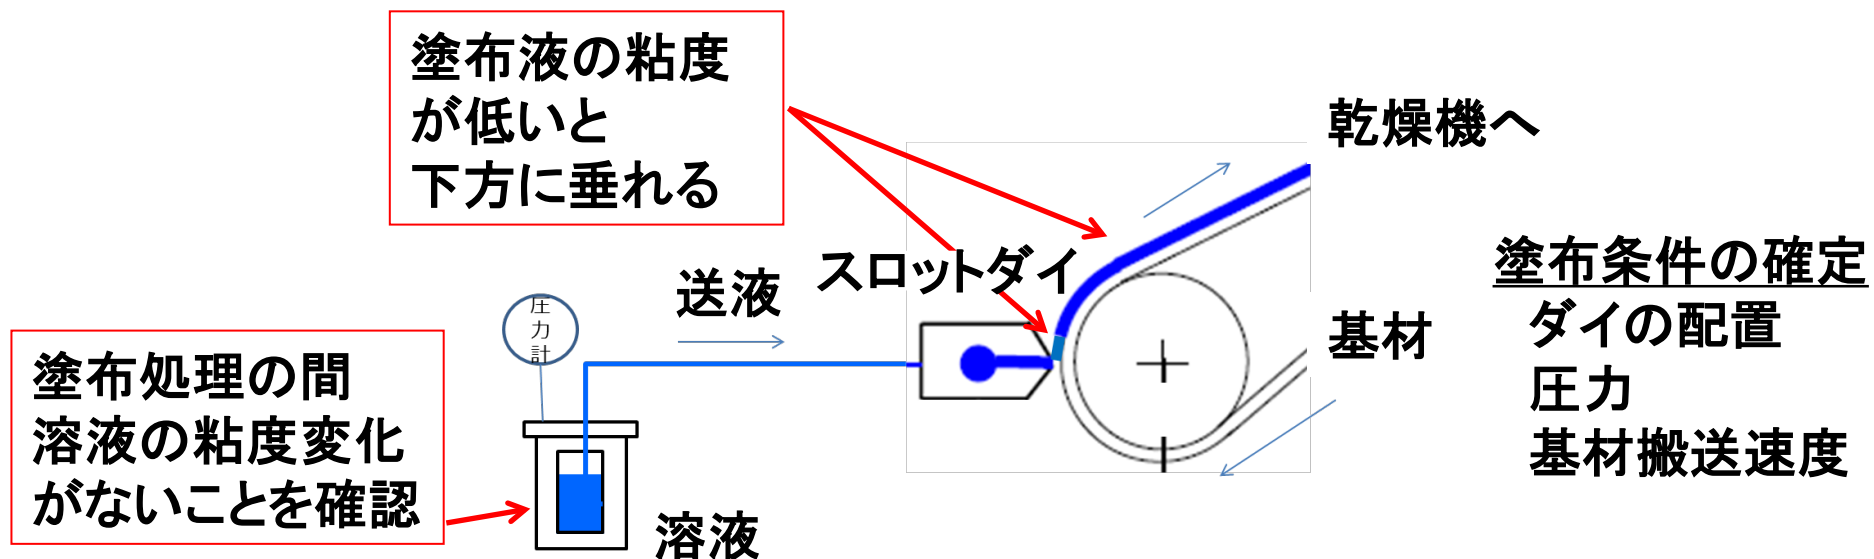 塗布液の粘度
が低いと
下方に垂れる
乾燥機へ
スロットダイ
送液
圧
力
計
基材
塗布条件の確定
ダイの配置
圧力
基材搬送速度
塗布処理の間
溶液の粘度変化
がないことを確認
溶液